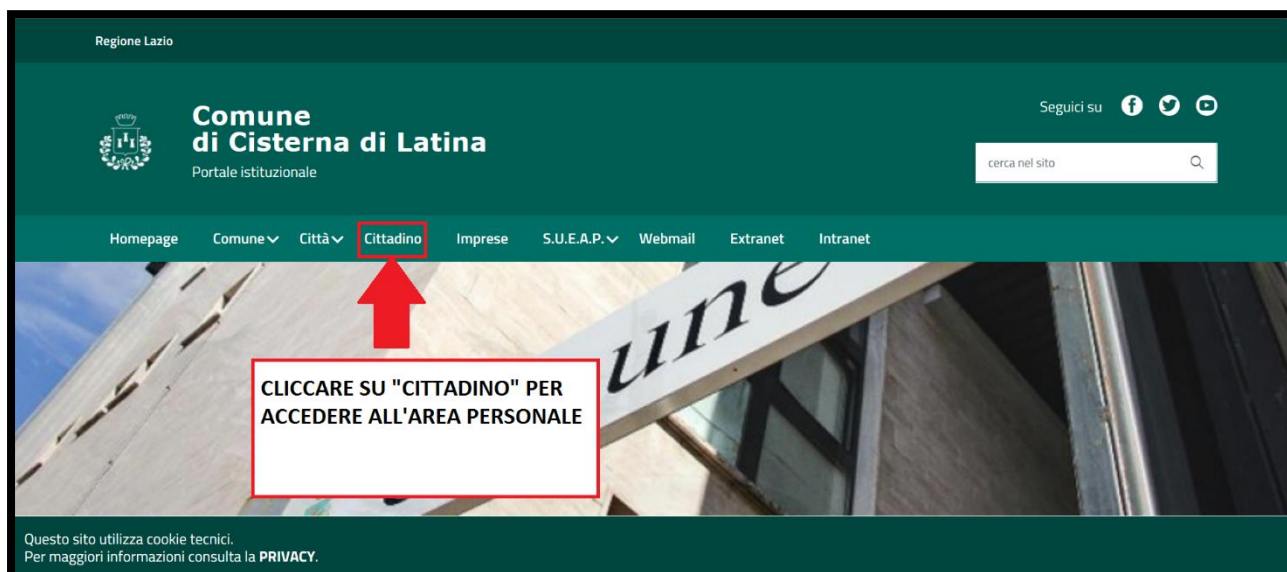 Regione Lazio
Comune
di Cisterna di Latina
Portale istituzionale
Seguici su
cerca nel sito
Homepage Comune Città Cittadino Imprese S.U.E.A.P. Webmail Extranet Intranet
une
CLICCARE SU "CITTADINO" PER
ACCEDERE ALL'AREA PERSONALE
Questo sito utilizza cookie tecnici.
Per maggiori informazioni consulta la PRIVACY.